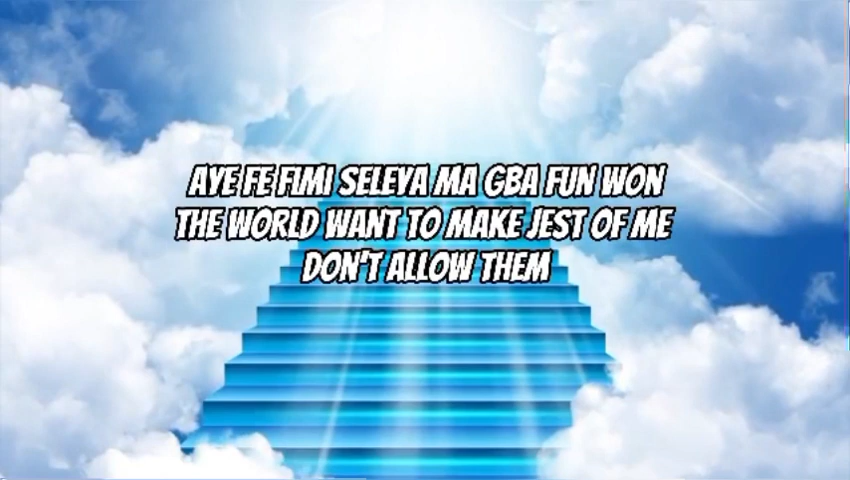 AYE FE FIMI SELEYA MA GBA FUN WON
THE WORLD WANT TO MAKE JEST OF ME
DON'T ALLOW THEM